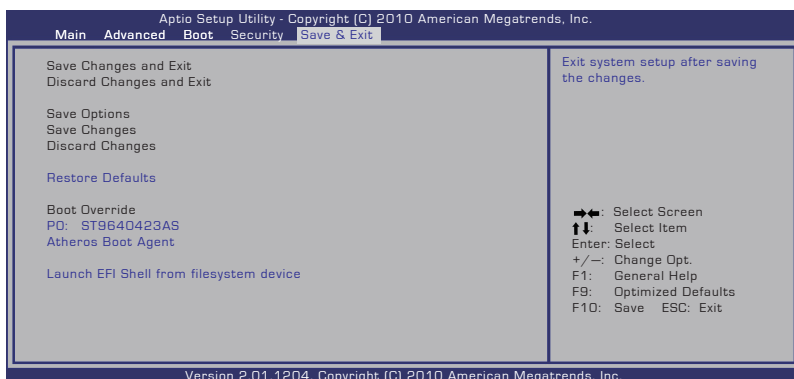 Aptio Setup Utility - Copyright (C) 2010 American Megatrends, Inc.
Main Advanced Boot Security Save & Exit
Save Changes and Exit
Discard Changes and Exit
Save Options
Save Changes
Discard Changes
Restore Defaults
Boot Override
P0: ST9640423AS
Atheros Boot Agent
Launch EFI Shell from filesystem device
Exit system setup after saving
the changes.
→←: Select Screen
↑↓: Select Item
Enter: Select
+/—: Change Opt.
F1: General Help
F9: Optimized Defaults
F10: Save ESC: Exit
Version 2.01.1204. Copyright (C) 2010 American Megatrends, Inc.